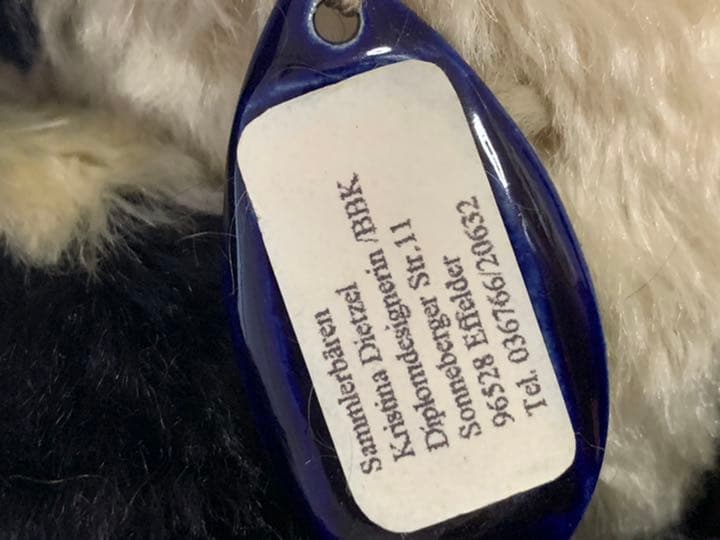 Sammlerbären
Kristina Dietzel
Diplomdesignerin /BBK
Sonneberger Str. 11
96528 Effelder
Tel. 036766/20632